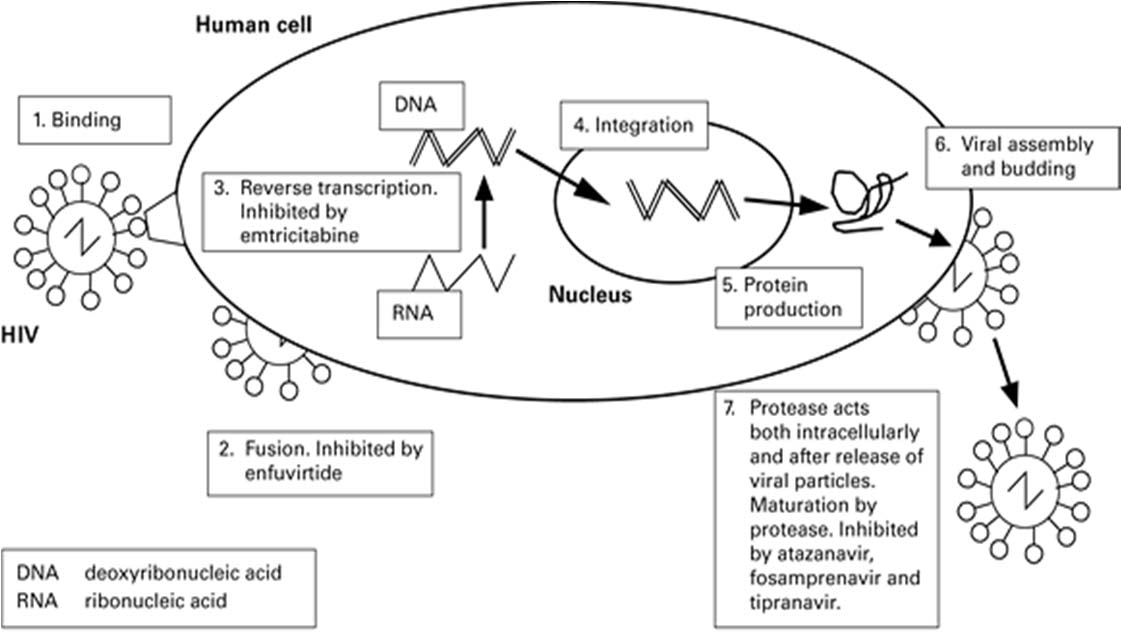 Human cell
1. Binding
DNA
4. Integration
6. Viral assembly
and budding
3. Reverse transcription.
Inhibited by
emtricitabine
Nucleus
5. Protein
production
RNA
HIV
2. Fusion. Inhibited by
enfuvirtide
7. Protease acts
both intracellularly
and after release of
viral particles.
Maturation by
protease. Inhibited
by atazanavir,
fosamprenavir and
tipranavir.
DNA deoxyribonucleic acid
RNA ribonucleic acid